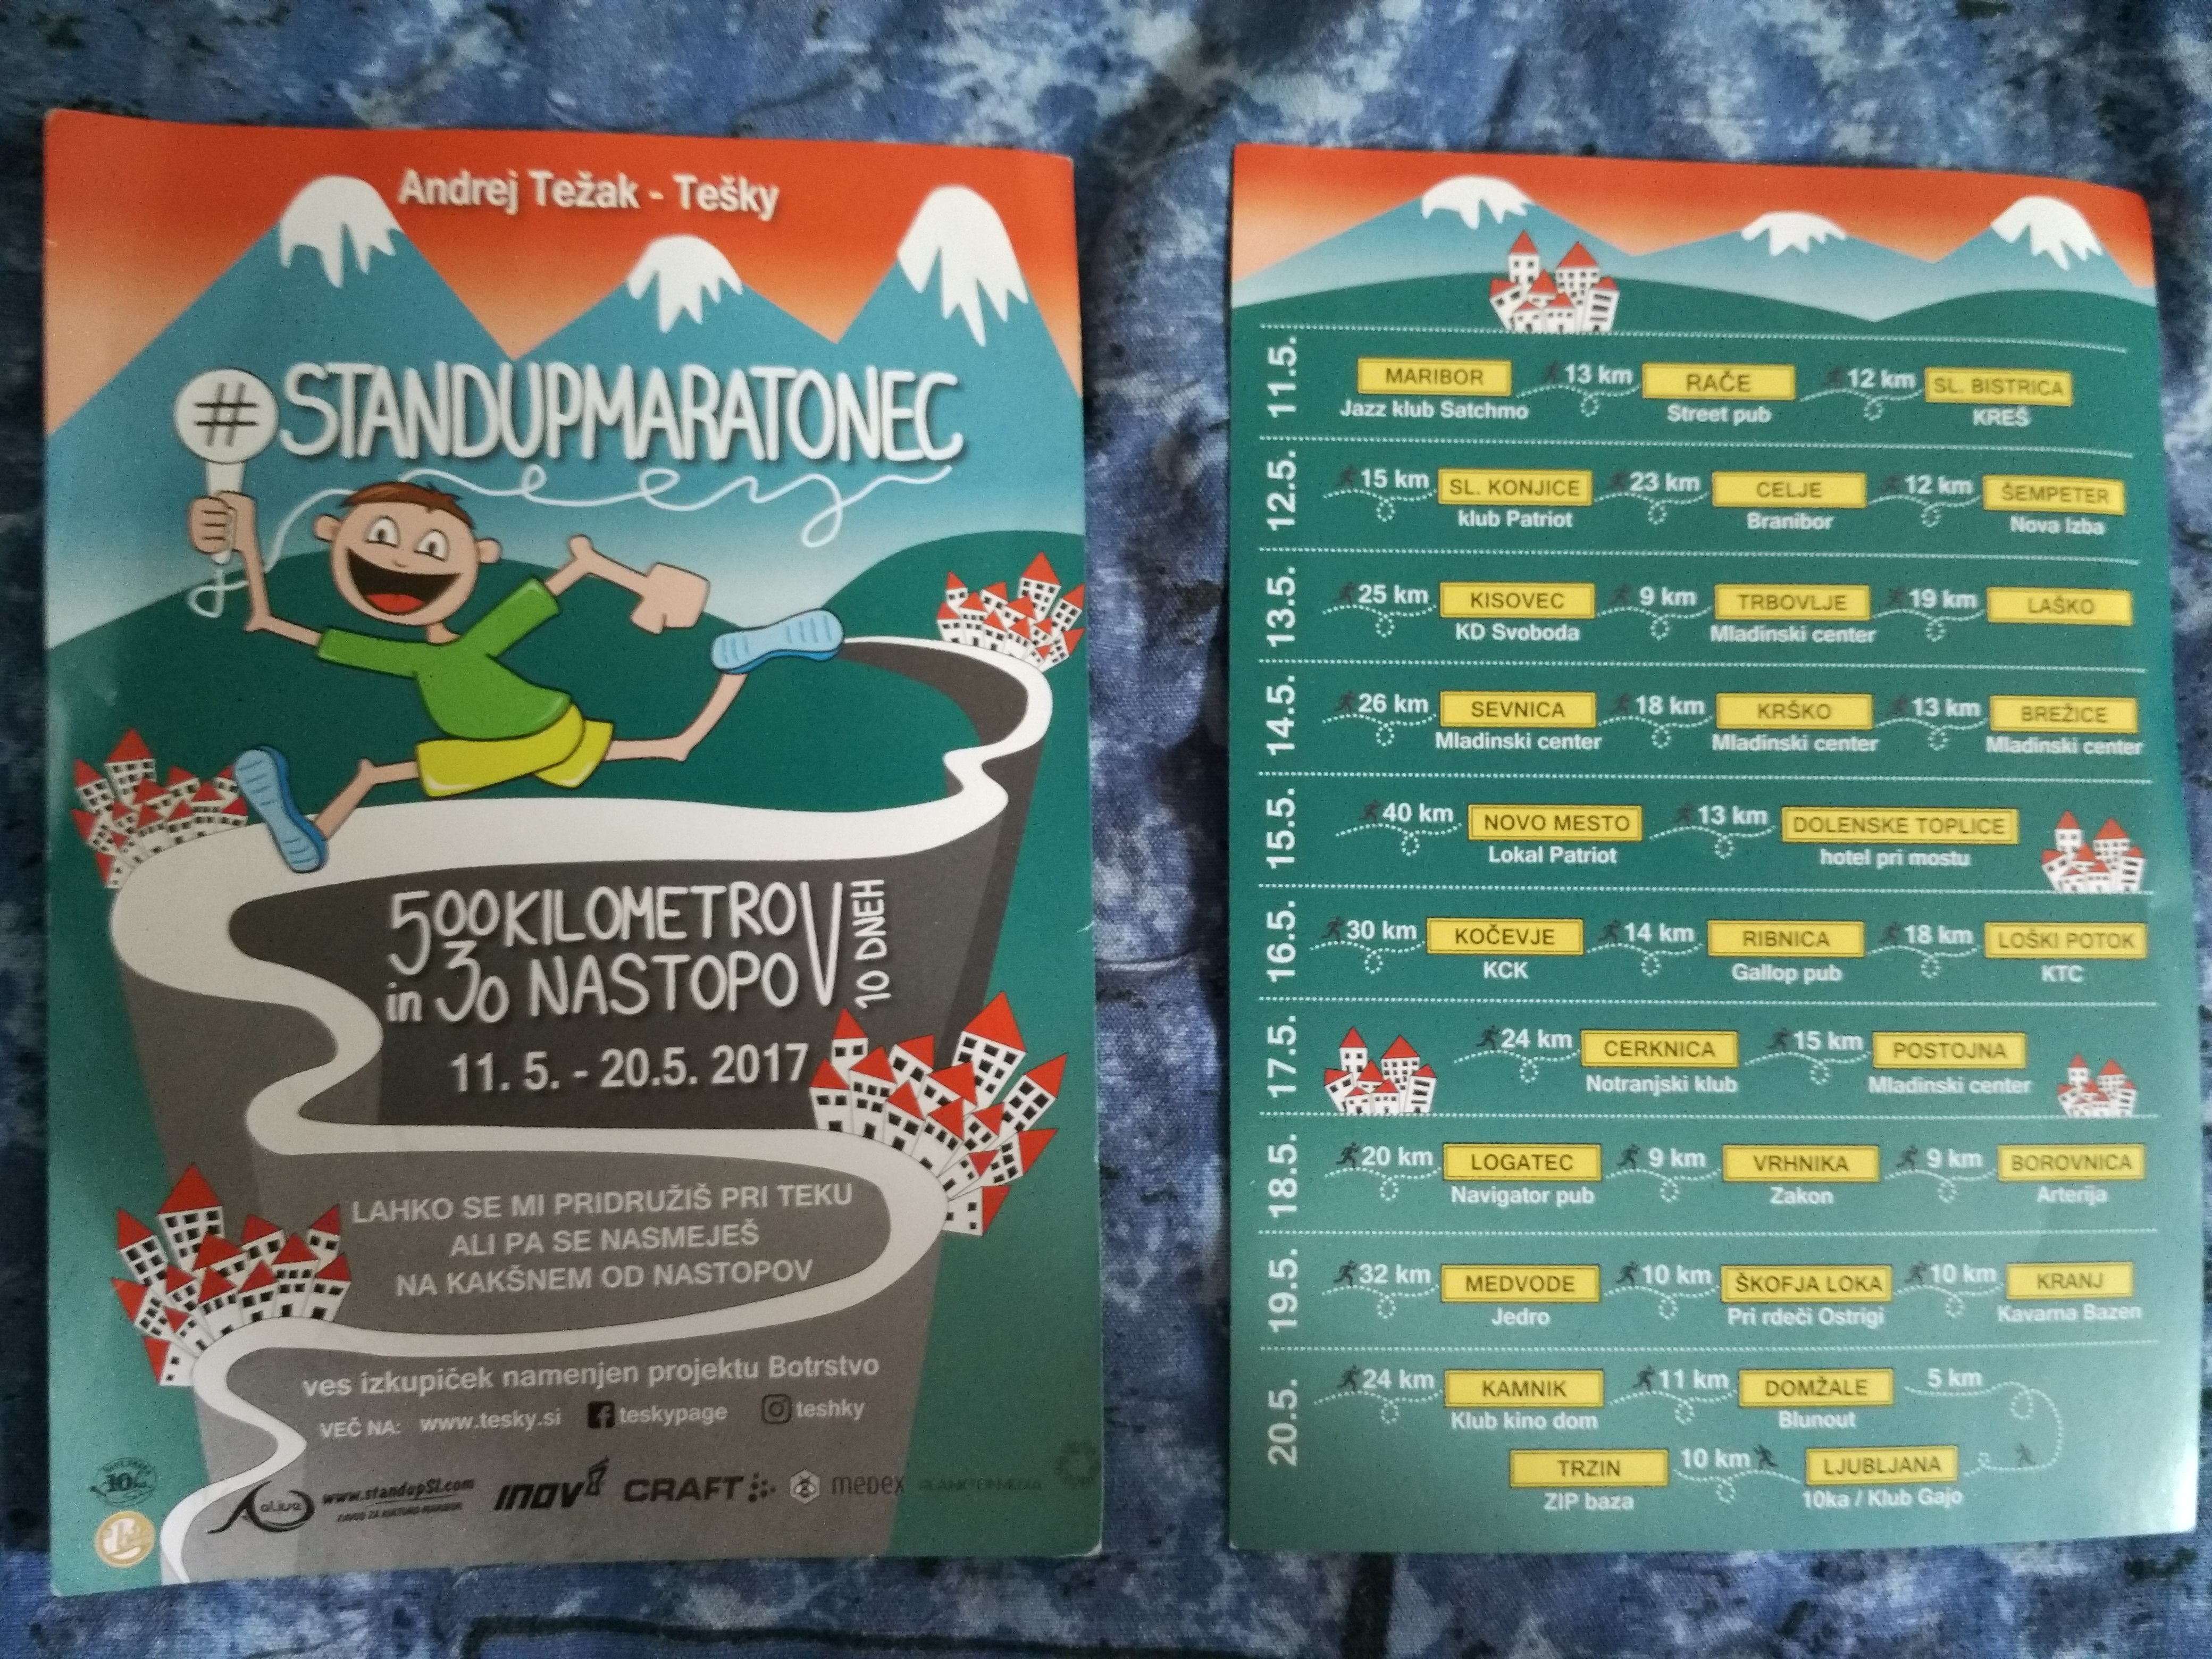 Andrej Težak - Tešky
#STANDUPMARATONEC
500 KILOMETROV
in 30 NASTOPOV
10 DNEH
11. 5. - 20.5. 2017
LAHKO SE MI PRIDRUŽIŠ PRI TEKU
ALI PA SE NASMEJEŠ
NA KAKŠNEM OD NASTOPOV
ves izkupiček namenjen projektu Botrstvo
VEČ NA: www.tesky.si teskypage teshky
10ka
aliva www.standupSI.com inov8 CRAFT medex PLANKTONMEDIA
ZAVOD ZA KULTURO HUMORJA
11.5.
MARIBOR 13 km RAČE 12 km SL. BISTRICA
Jazz klub Satchmo Street pub KREŠ
12.5.
15 km SL. KONJICE 23 km CELJE 12 km ŠEMPETER
klub Patriot Branibor Nova Izba
13.5.
25 km KISOVEC 9 km TRBOVLJE 19 km LAŠKO
KD Svoboda Mladinski center
14.5.
26 km SEVNICA 18 km KRŠKO 13 km BREŽICE
Mladinski center Mladinski center Mladinski center
15.5.
40 km NOVO MESTO 13 km DOLENSKE TOPLICE
Lokal Patriot hotel pri mostu
16.5.
30 km KOČEVJE 14 km RIBNICA 18 km LOŠKI POTOK
KCK Gallop pub KTC
17.5.
24 km CERKNICA 15 km POSTOJNA
Notranjski klub Mladinski center
18.5.
20 km LOGATEC 9 km VRHNIKA 9 km BOROVNICA
Navigator pub Zakon Arterija
19.5.
32 km MEDVODE 10 km ŠKOFJA LOKA 10 km KRANJ
Jedro Pri rdeči Ostrigi Kavarna Bazen
20.5.
24 km KAMNIK 11 km DOMŽALE 5 km
Klub kino dom Blunout
TRZIN 10 km LJUBLJANA
ZIP baza 10ka / Klub Gajo